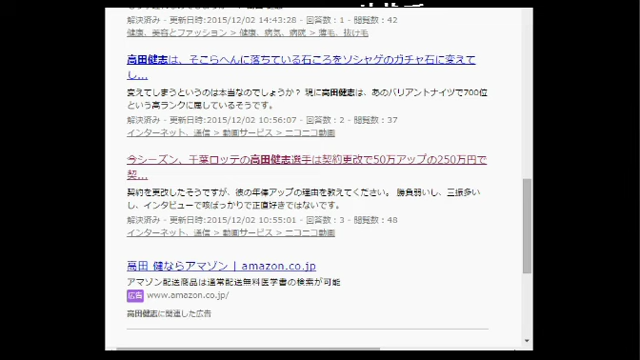 解決済み - 更新日時:2015/12/02 14:43:28 - 回答数:1 - 閲覧数:42
健康、美容とファッション > 健康、病気、病院 > 薄毛、抜け毛
高田健志は、そこらへんに落ちている石ころをソシャゲのガチャ石に変えて
し...
変えてしまうというのは本当なのでしょうか? 現に高田健志は、あのバリアントナイツで700位
という高ランクに属しているそうです。
解決済み - 更新日時:2015/12/02 10:56:07 - 回答数:2 - 閲覧数:37
インターネット、通信 > 動画サービス > ニコニコ動画
今シーズン、千葉ロッテの高田健志選手は契約更改で50万アップの250万円で
契...
契約を更改したそうですが、彼の年俸アップの理由を教えてください。 勝負弱いし、三振多い
し、インタビューで咳ばっかりで正直好きではないです。
解決済み - 更新日時:2015/12/02 10:55:01 - 回答数:3 - 閲覧数:48
インターネット、通信 > 動画サービス > ニコニコ動画
高田 健ならアマゾン | amazon.co.jp
アマゾン配送商品は通常配送無料医学書の検索が可能
広告 www.amazon.co.jp/
高田健志に関連した広告